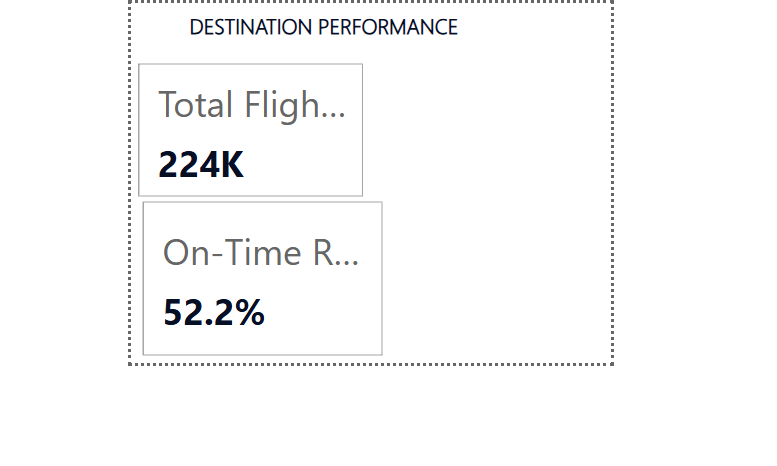 DESTINATION PERFORMANCE
Total Fligh...
224K
On-Time R...
52.2%